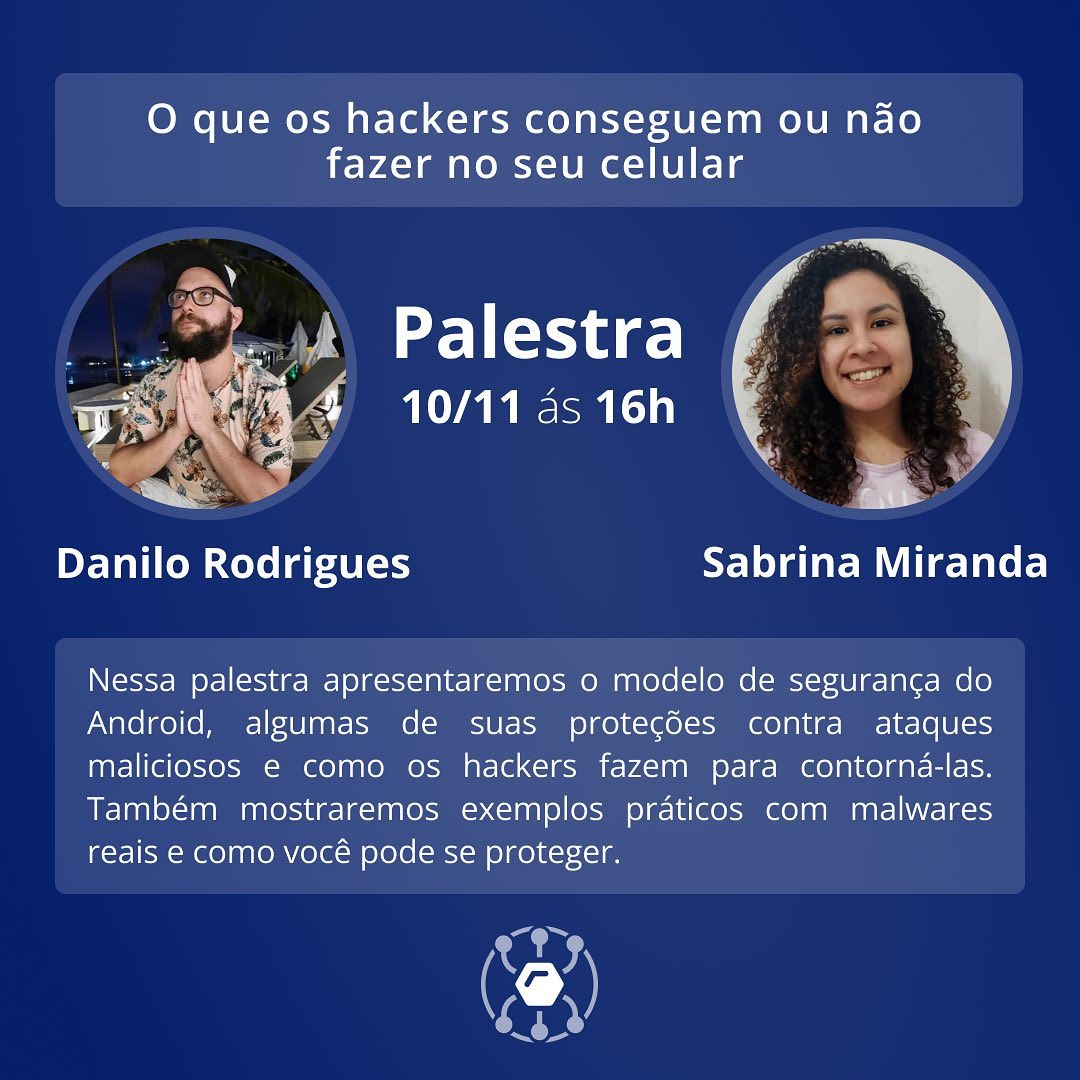 O que os hackers conseguem ou não
fazer no seu celular
Palestra
10/11 ás 16h
Danilo Rodrigues
Sabrina Miranda
Nessa palestra apresentaremos o modelo de segurança do
Android, algumas de suas proteções contra ataques
maliciosos e como os hackers fazem para contorná-las.
Também mostraremos exemplos práticos com malwares
reais e como você pode se proteger.